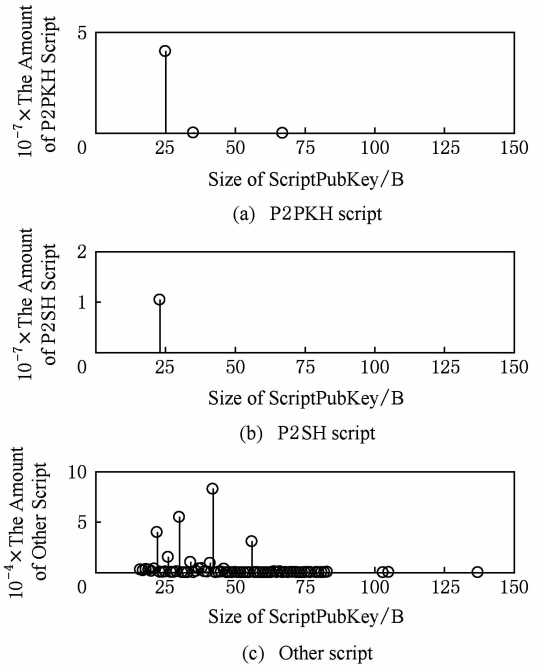 5
10⁻⁷×The Amount
of P2PKH Script
0 25 50 75 100 125 150
0
Size of ScriptPubKey/B
(a) P2PKH script
2
1
10⁻⁷×The Amount
of P2SH Script
0
25 50 75 100 125 150
Size of ScriptPubKey/B
(b) P2SH script
10
5
10⁻⁴×The Amount
of Other Script
0
25 50 75 100 125 150
Size of ScriptPubKey/B
(c) Other script